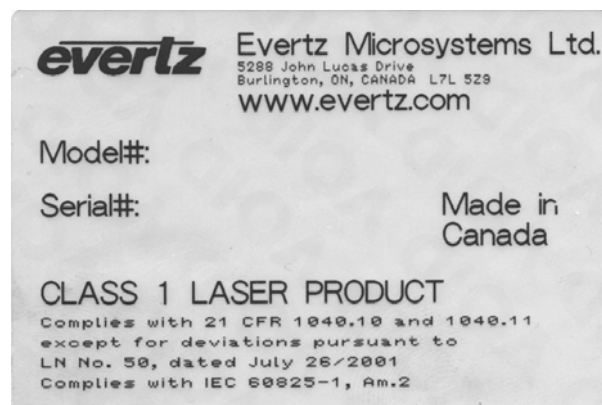 evertz
Evertz Microsystems Ltd.
5288 John Lucas Drive
Burlington, ON, CANADA L7L 5Z9
www.evertz.com
Model#:
Serial#:
Made in
Canada
CLASS 1 LASER PRODUCT
Complies with 21 CFR 1040.10 and 1040.11
except for deviations pursuant to
LN No. 50, dated July 26/2001
Complies with IEC 60825-1, Am.2